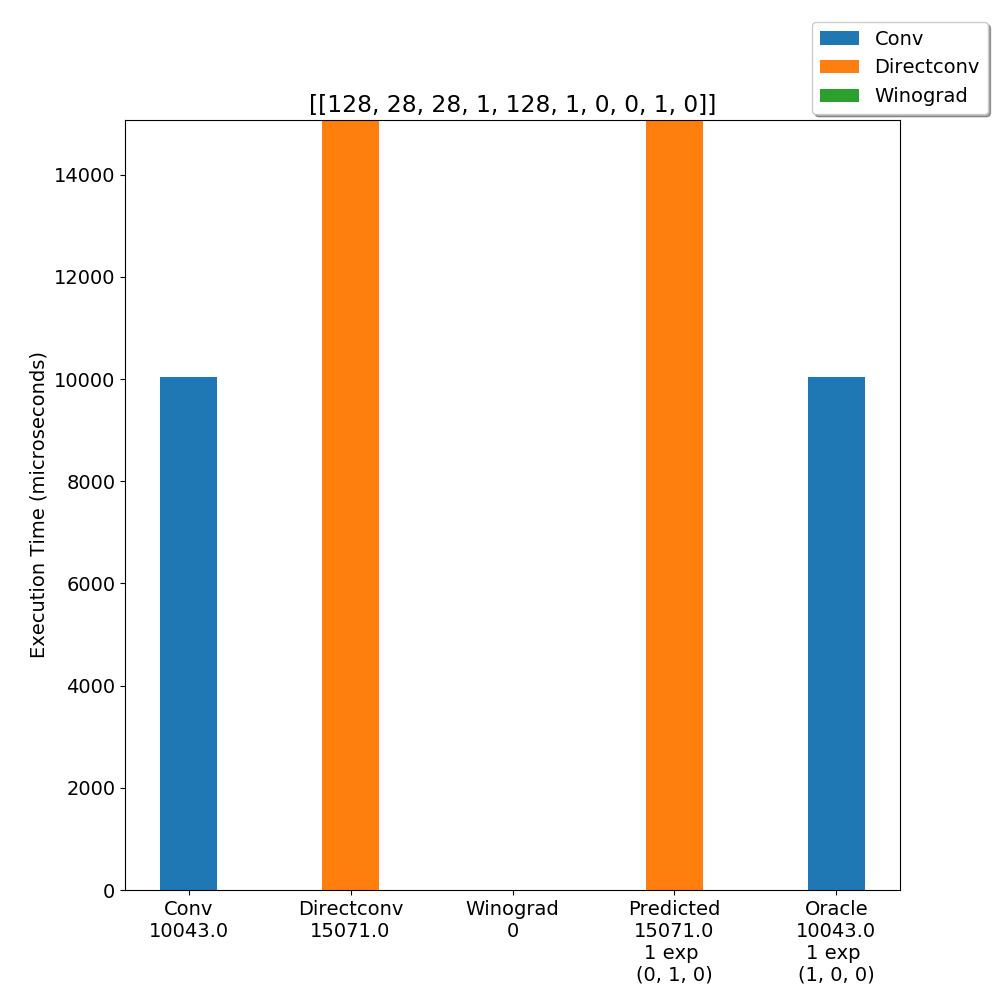 Conv
Directconv
Winograd
[[128, 28, 28, 1, 128, 1, 0, 0, 1, 0]]
Execution Time (microseconds)
14000
12000
10000
8000
6000
4000
2000
0
Conv
10043.0
Directconv
15071.0
Winograd
0
Predicted
15071.0
1 exp
(0, 1, 0)
Oracle
10043.0
1 exp
(1, 0, 0)